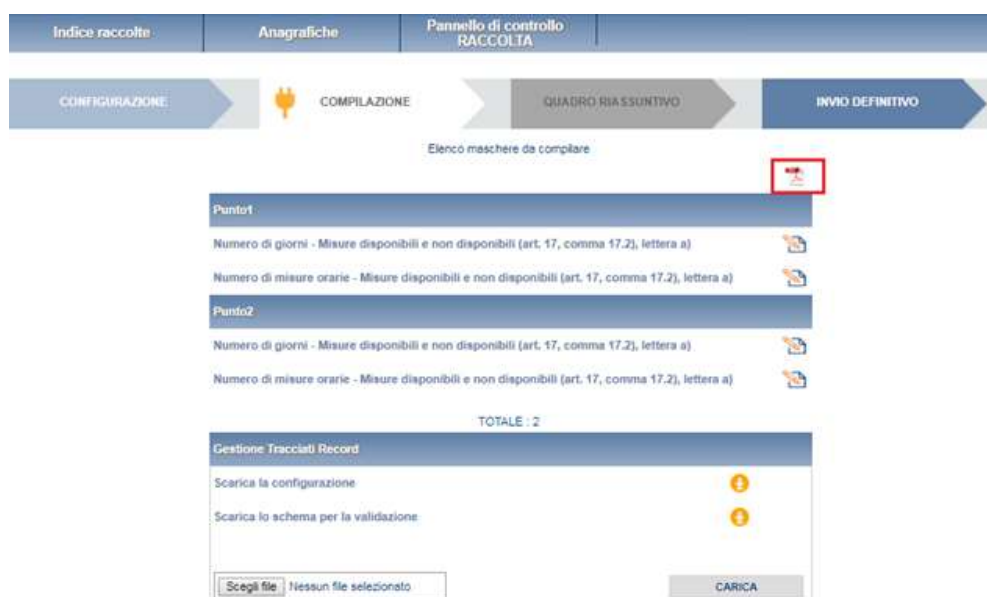 Indice raccolte
Anagrafiche
Pannello di controllo
RACCOLTA
CONFIGURAZIONE
COMPILAZIONE
QUADRO RIASSUNTIVO
INVIO DEFINITIVO
Elenco maschere da compilare
Punto1
Numero di giorni - Misure disponibili e non disponibili (art. 17, comma 17.2), lettera a)
Numero di misure orarie - Misure disponibili e non disponibili (art. 17, comma 17.2), lettera a)
Punto2
Numero di giorni - Misure disponibili e non disponibili (art. 17, comma 17.2), lettera a)
Numero di misure orarie - Misure disponibili e non disponibili (art. 17, comma 17.2), lettera a)
TOTALE : 2
Gestione Tracciati Record
Scarica la configurazione
Scarica lo schema per la validazione
Scegli file Nessun file selezionato
CARICA